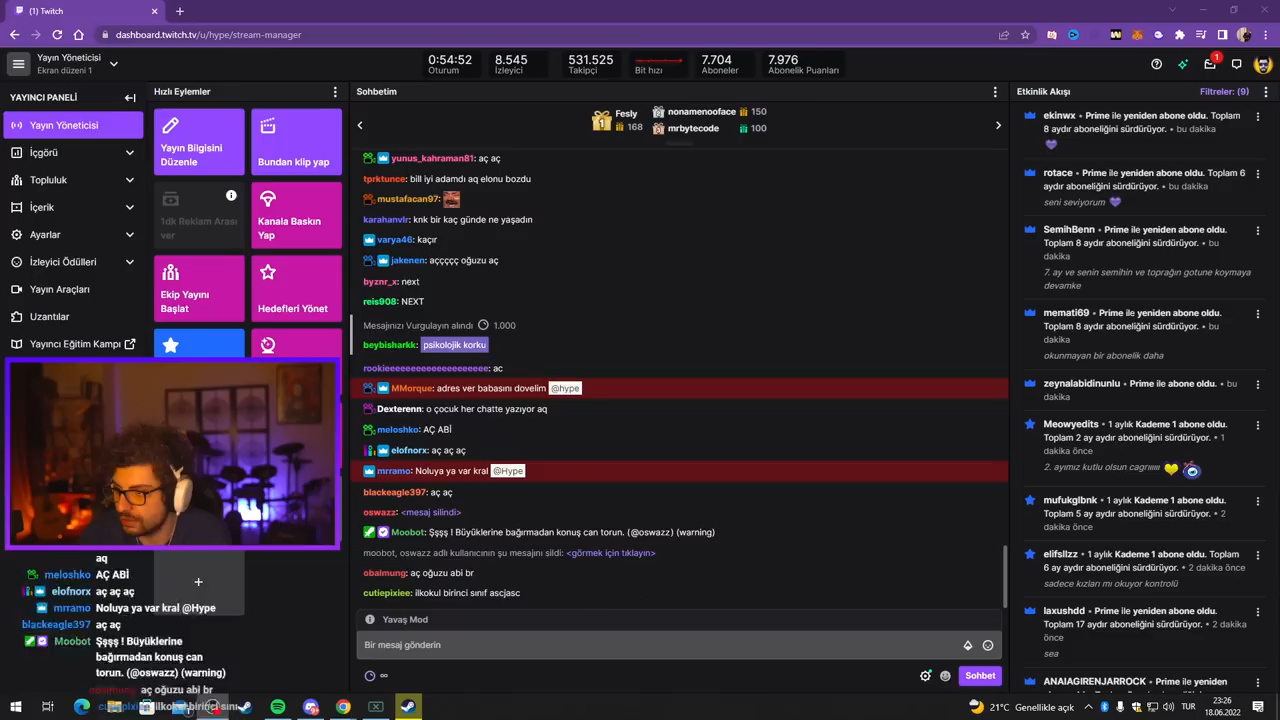 (1) Twitch
dashboard.twitch.tv/u/hype/stream-manager
Yayın Yöneticisi
Ekran düzeni 1
0:54:52
Oturum
8.545
İzleyici
531.525
Takipçi
Bit hızı
7.704
Aboneler
7.976
Abonelik Puanları
1
YAYINCI PANELİ
Yayın Yöneticisi
İçgörü
Topluluk
İçerik
Ayarlar
İzleyici Ödülleri
Yayın Araçları
Uzantılar
Yayıncı Eğitim Kampı
Hızlı Eylemler
Yayın Bilgisini
Düzenle
Bundan klip yap
1dk Reklam Arası
ver
Kanala Baskın
Yap
Ekip Yayını
Başlat
Hedefleri Yönet
aq
meloshko AÇ ABİ
elofnorx aç aç aç
mrramo Noluya ya var kral @Hype
blackeagle397 aç aç
Moobot Şşşş ! Büyüklerine
bağırmadan konuş can
torun. (@oswazz) (warning)
obalmung aç oğuzu abi br
Sohbetim
1 Fesly
168
nonamenooface 150
mrbytecode 100
yunus_kahraman81: aç aç
tprktunce: bill iyi adamdı aq elonu bozdu
mustafacan97:
karahanvlr: knk bir kaç günde ne yaşadın
varya46: kaçır
jakenen: aççççç oğuzu aç
byznr_x: next
reis908: NEXT
Mesajınızı Vurgulayın alındı 1.000
beybisharkk: psikolojik korku
rookieeeeeeeeeeeeeeeeeeeee: ac
MMorque: adres ver babasını dovelim @hype
Dexterenn: o çocuk her chatte yazıyor aq
meloshko: AÇ ABİ
elofnorx: aç aç aç
mrramo: Noluya ya var kral @Hype
blackeagle397: aç aç
oswazz: <mesaj silindi>
Moobot: Şşşş ! Büyüklerine bağırmadan konuş can torun. (@oswazz) (warning)
moobot, oswazz adlı kullanıcının şu mesajını sildi: <görmek için tıklayın>
obalmung: aç oğuzu abi br
cutiepixiee: ilkokul birinci sınıf ascjasc
Yavaş Mod
Bir mesaj gönderin
∞
Sohbet
Etkinlik Akışı
Filtreler: (9)
ekinwx • Prime ile yeniden abone oldu. Toplam
8 aydır aboneliğini sürdürüyor. • bu dakika
rotace • Prime ile yeniden abone oldu. Toplam 6
aydır aboneliğini sürdürüyor. • bu dakika
seni seviyorum
SemihBenn • Prime ile yeniden abone oldu.
Toplam 8 aydır aboneliğini sürdürüyor. • bu
dakika
7. ay ve senin semihin ve toprağın gotune koymaya
devamke
memati69 • Prime ile yeniden abone oldu.
Toplam 8 aydır aboneliğini sürdürüyor. • bu
dakika
okunmayan bir abonelik daha
zeynalabidinunlu • Prime ile abone oldu. • bu
dakika
Meowyedits • 1 aylık Kademe 1 abone oldu.
Toplam 2 ay aydır aboneliğini sürdürüyor. • 1
dakika önce
2. ayımız kutlu olsun cagrııııı
mufukglbnk • 1 aylık Kademe 1 abone oldu.
Toplam 5 ay aydır aboneliğini sürdürüyor. • 2
dakika önce
elifsllzz • 1 aylık Kademe 1 abone oldu. Toplam
6 ay aydır aboneliğini sürdürüyor. • 2 dakika önce
sadece kızları mı okuyor kontrolü
laxushdd • Prime ile yeniden abone oldu.
Toplam 17 aydır aboneliğini sürdürüyor. • 2 dakika
önce
sea
ANAIAGIRENJARROCK • Prime ile yeniden
21°C Genellikle açık
TUR
23:26
18.06.2022